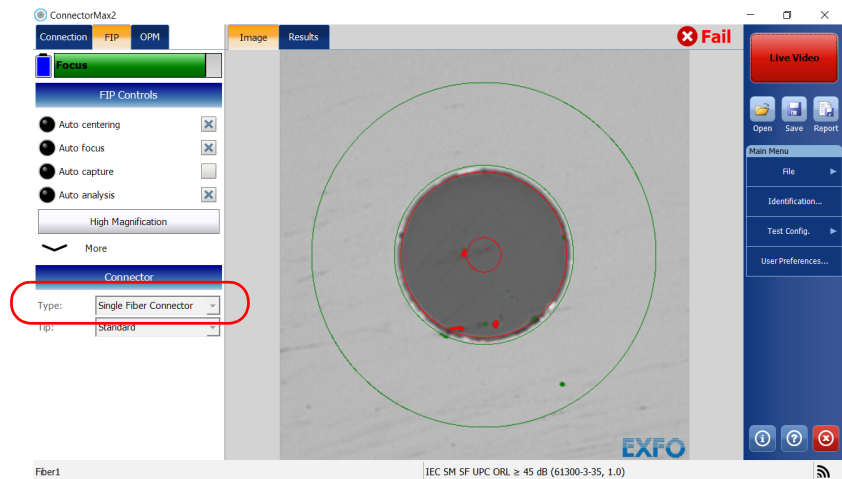 ConnectorMax2
Connection FIP OPM
Image Results
Fail
Focus
FIP Controls
Auto centering
Auto focus
Auto capture
Auto analysis
High Magnification
More
Connector
Type: Single Fiber Connector
Tip: Standard
EXFO
Live Video
Open Save Report
Main Menu
File
Identification...
Test Config.
User Preferences...
Fiber1
IEC SM SF UPC ORL ≥ 45 dB (61300-3-35, 1.0)